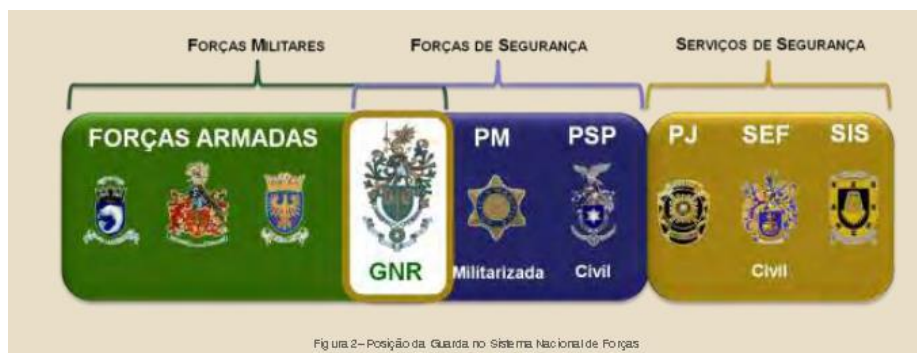 FORÇAS MILITARES FORÇAS DE SEGURANÇA SERVIÇOS DE SEGURANÇA
FORÇAS ARMADAS PM PSP PJ SEF SIS
GNR Militarizada Civil Civil
Figura 2 – Posição da Guarda no Sistema Nacional de Forças